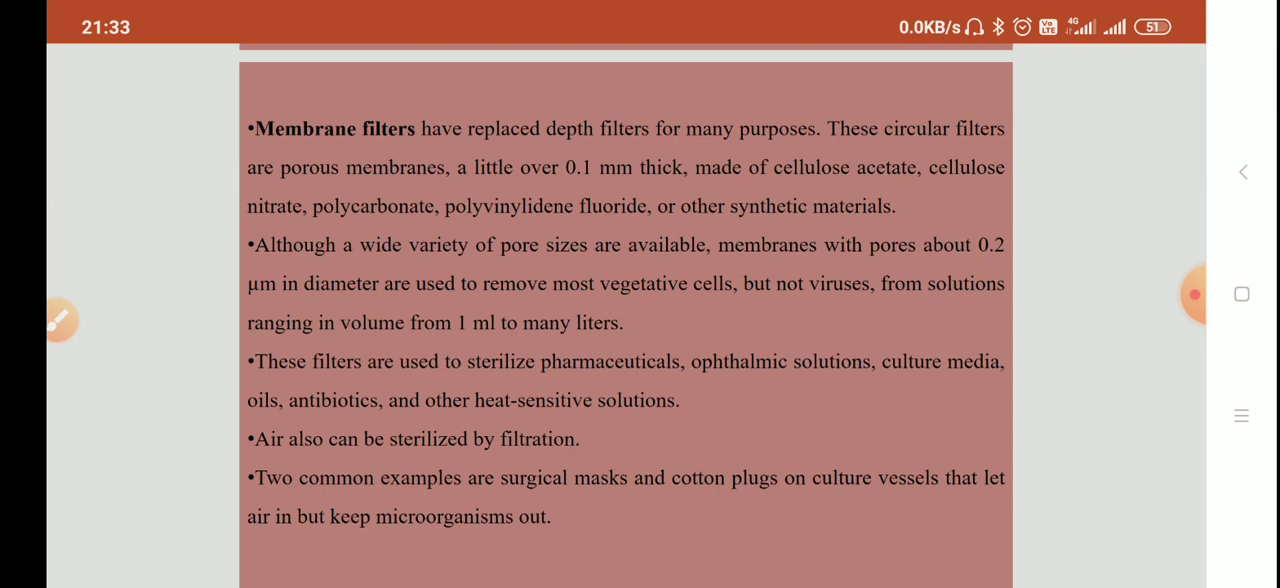 21:33
0.0KB/s
Vo
LTE
4G
51
•Membrane filters have replaced depth filters for many purposes. These circular filters
are porous membranes, a little over 0.1 mm thick, made of cellulose acetate, cellulose
nitrate, polycarbonate, polyvinylidene fluoride, or other synthetic materials.
•Although a wide variety of pore sizes are available, membranes with pores about 0.2
µm in diameter are used to remove most vegetative cells, but not viruses, from solutions
ranging in volume from 1 ml to many liters.
•These filters are used to sterilize pharmaceuticals, ophthalmic solutions, culture media,
oils, antibiotics, and other heat-sensitive solutions.
•Air also can be sterilized by filtration.
•Two common examples are surgical masks and cotton plugs on culture vessels that let
air in but keep microorganisms out.